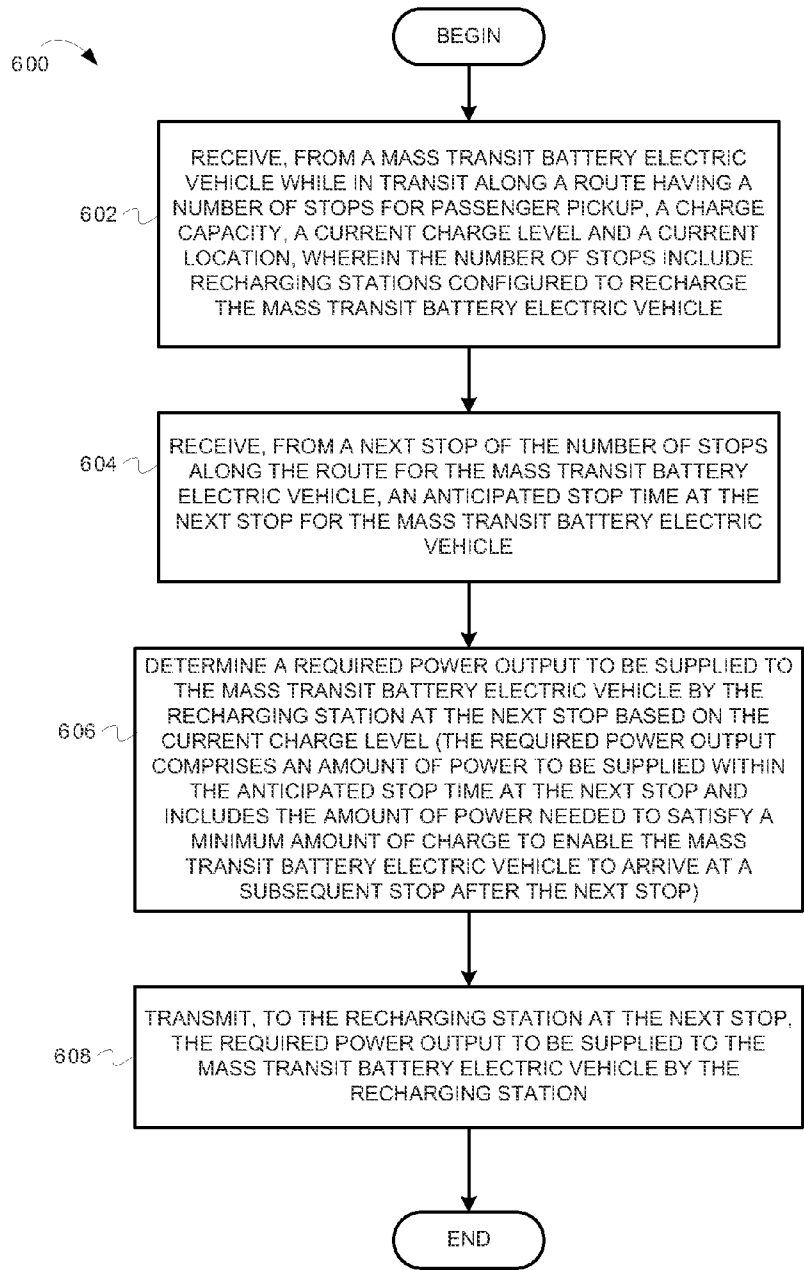 BEGIN
600
RECEIVE, FROM A MASS TRANSIT BATTERY ELECTRIC
VEHICLE WHILE IN TRANSIT ALONG A ROUTE HAVING A
NUMBER OF STOPS FOR PASSENGER PICKUP, A CHARGE
CAPACITY, A CURRENT CHARGE LEVEL AND A CURRENT
LOCATION, WHEREIN THE NUMBER OF STOPS INCLUDE
RECHARGING STATIONS CONFIGURED TO RECHARGE
THE MASS TRANSIT BATTERY ELECTRIC VEHICLE
602
RECEIVE, FROM A NEXT STOP OF THE NUMBER OF STOPS
ALONG THE ROUTE FOR THE MASS TRANSIT BATTERY
ELECTRIC VEHICLE, AN ANTICIPATED STOP TIME AT THE
NEXT STOP FOR THE MASS TRANSIT BATTERY ELECTRIC
VEHICLE
604
DETERMINE A REQUIRED POWER OUTPUT TO BE SUPPLIED TO
THE MASS TRANSIT BATTERY ELECTRIC VEHICLE BY THE
RECHARGING STATION AT THE NEXT STOP BASED ON THE
CURRENT CHARGE LEVEL (THE REQUIRED POWER OUTPUT
COMPRISES AN AMOUNT OF POWER TO BE SUPPLIED WITHIN
THE ANTICIPATED STOP TIME AT THE NEXT STOP AND
INCLUDES THE AMOUNT OF POWER NEEDED TO SATISFY A
MINIMUM AMOUNT OF CHARGE TO ENABLE THE MASS
TRANSIT BATTERY ELECTRIC VEHICLE TO ARRIVE AT A
SUBSEQUENT STOP AFTER THE NEXT STOP)
606
TRANSMIT, TO THE RECHARGING STATION AT THE NEXT STOP,
THE REQUIRED POWER OUTPUT TO BE SUPPLIED TO THE
MASS TRANSIT BATTERY ELECTRIC VEHICLE BY THE
RECHARGING STATION
608
END